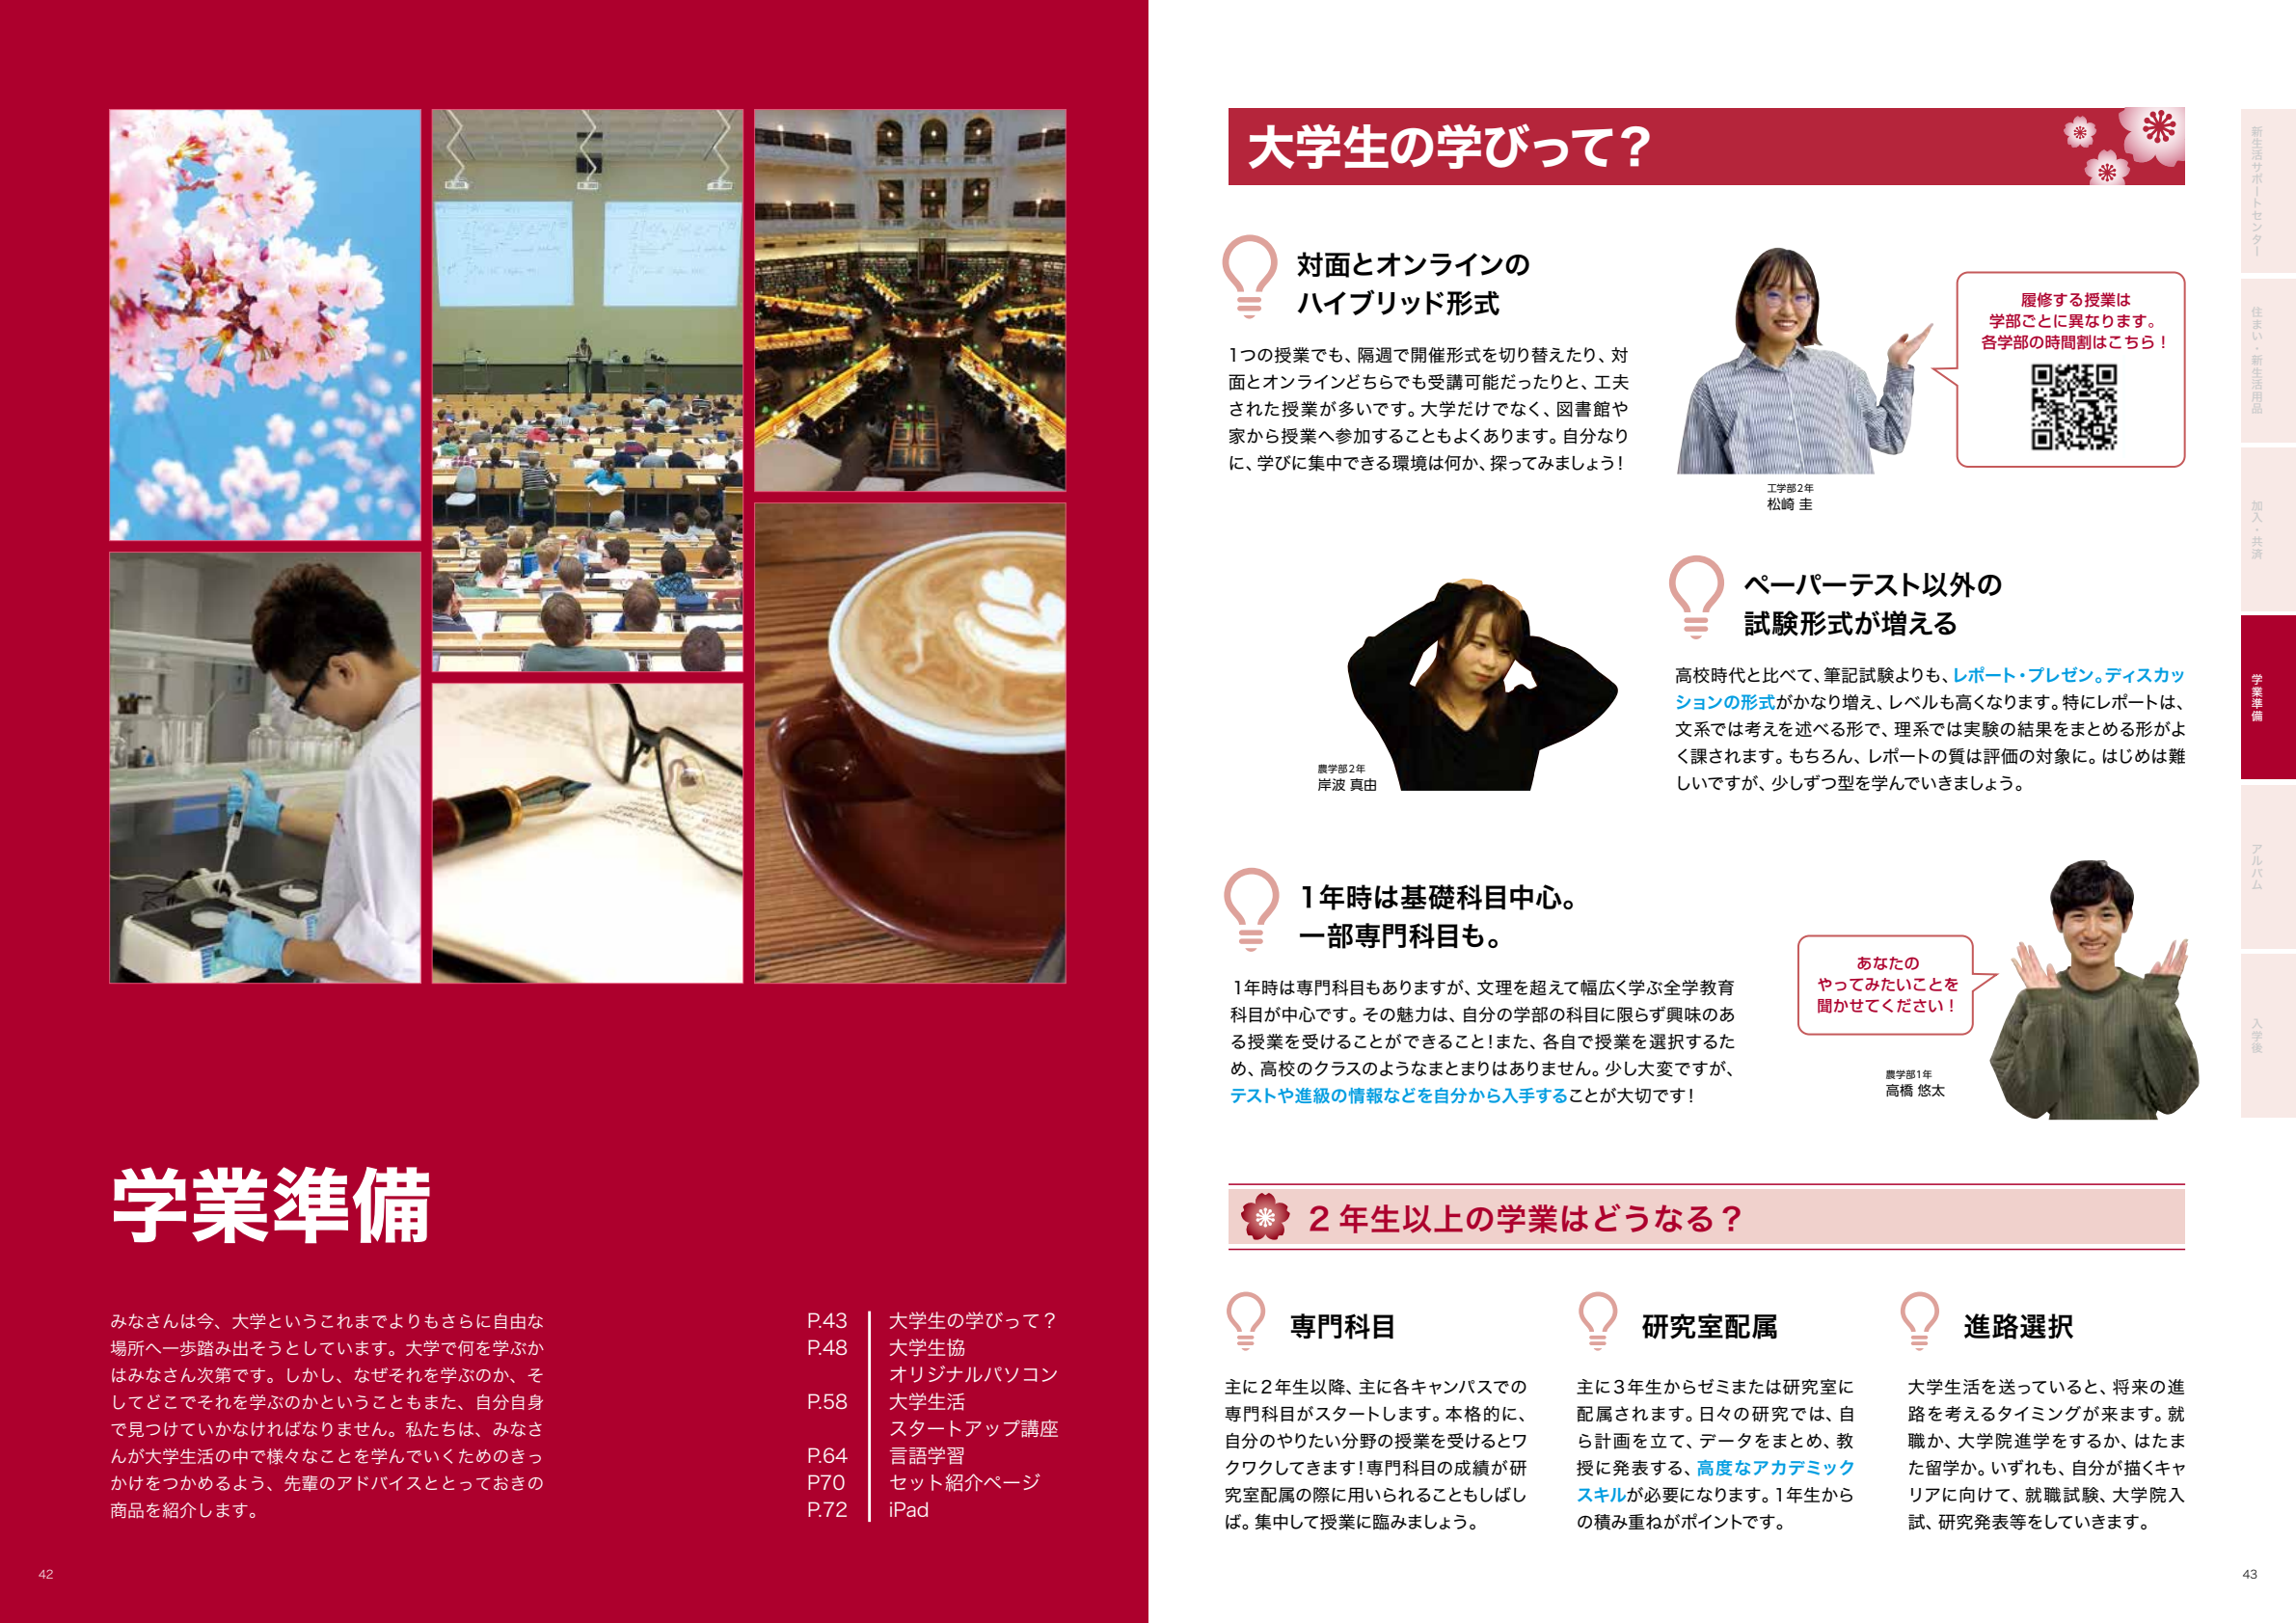 学業準備
みなさんは今、大学というこれまでよりもさらに自由な
場所へ一歩踏み出そうとしています。大学で何を学ぶか
はみなさん次第です。しかし、なぜそれを学ぶのか、そ
してどこでそれを学ぶのかということもまた、自分自身
で見つけていかなければなりません。私たちは、みなさ
んが大学生活の中で様々なことを学んでいくためのきっ
かけをつかめるよう、先輩のアドバイスととっておきの
商品を紹介します。
P.43 大学生の学びって？
P.48 大学生協
オリジナルパソコン
P.58 大学生活
スタートアップ講座
P.64 言語学習
P70 セット紹介ページ
P.72 iPad
42
大学生の学びって？
対面とオンラインの
ハイブリッド形式
1つの授業でも、隔週で開催形式を切り替えたり、対
面とオンラインどちらでも受講可能だったりと、工夫
された授業が多いです。大学だけでなく、図書館や
家から授業へ参加することもよくあります。自分なり
に、学びに集中できる環境は何か、探ってみましょう！
工学部2年
松崎 圭
履修する授業は
学部ごとに異なります。
各学部の時間割はこちら！
ペーパーテスト以外の
試験形式が増える
高校時代と比べて、筆記試験よりも、レポート・プレゼン。ディスカッ
ションの形式がかなり増え、レベルも高くなります。特にレポートは、
文系では考えを述べる形で、理系では実験の結果をまとめる形がよ
く課されます。もちろん、レポートの質は評価の対象に。はじめは難
しいですが、少しずつ型を学んでいきましょう。
農学部2年
岸波 真由
1年時は基礎科目中心。
一部専門科目も。
1年時は専門科目もありますが、文理を超えて幅広く学ぶ全学教育
科目が中心です。その魅力は、自分の学部の科目に限らず興味のあ
る授業を受けることができること！また、各自で授業を選択するた
め、高校のクラスのようなまとまりはありません。少し大変ですが、
テストや進級の情報などを自分から入手することが大切です！
あなたの
やってみたいことを
聞かせてください！
農学部1年
高橋 悠太
2年生以上の学業はどうなる？
専門科目
主に2年生以降、主に各キャンパスでの
専門科目がスタートします。本格的に、
自分のやりたい分野の授業を受けるとワ
クワクしてきます！専門科目の成績が研
究室配属の際に用いられることもしばし
ば。集中して授業に臨みましょう。
研究室配属
主に3年生からゼミまたは研究室に
配属されます。日々の研究では、自
ら計画を立て、データをまとめ、教
授に発表する、高度なアカデミック
スキルが必要になります。1年生から
の積み重ねがポイントです。
進路選択
大学生活を送っていると、将来の進
路を考えるタイミングが来ます。就
職か、大学院進学をするか、はたま
た留学か。いずれも、自分が描くキャ
リアに向けて、就職試験、大学院入
試、研究発表等をしていきます。
新生活サポートセンター
住まい・新生活用品
加入・共済
学業準備
アルバム
入学後
43